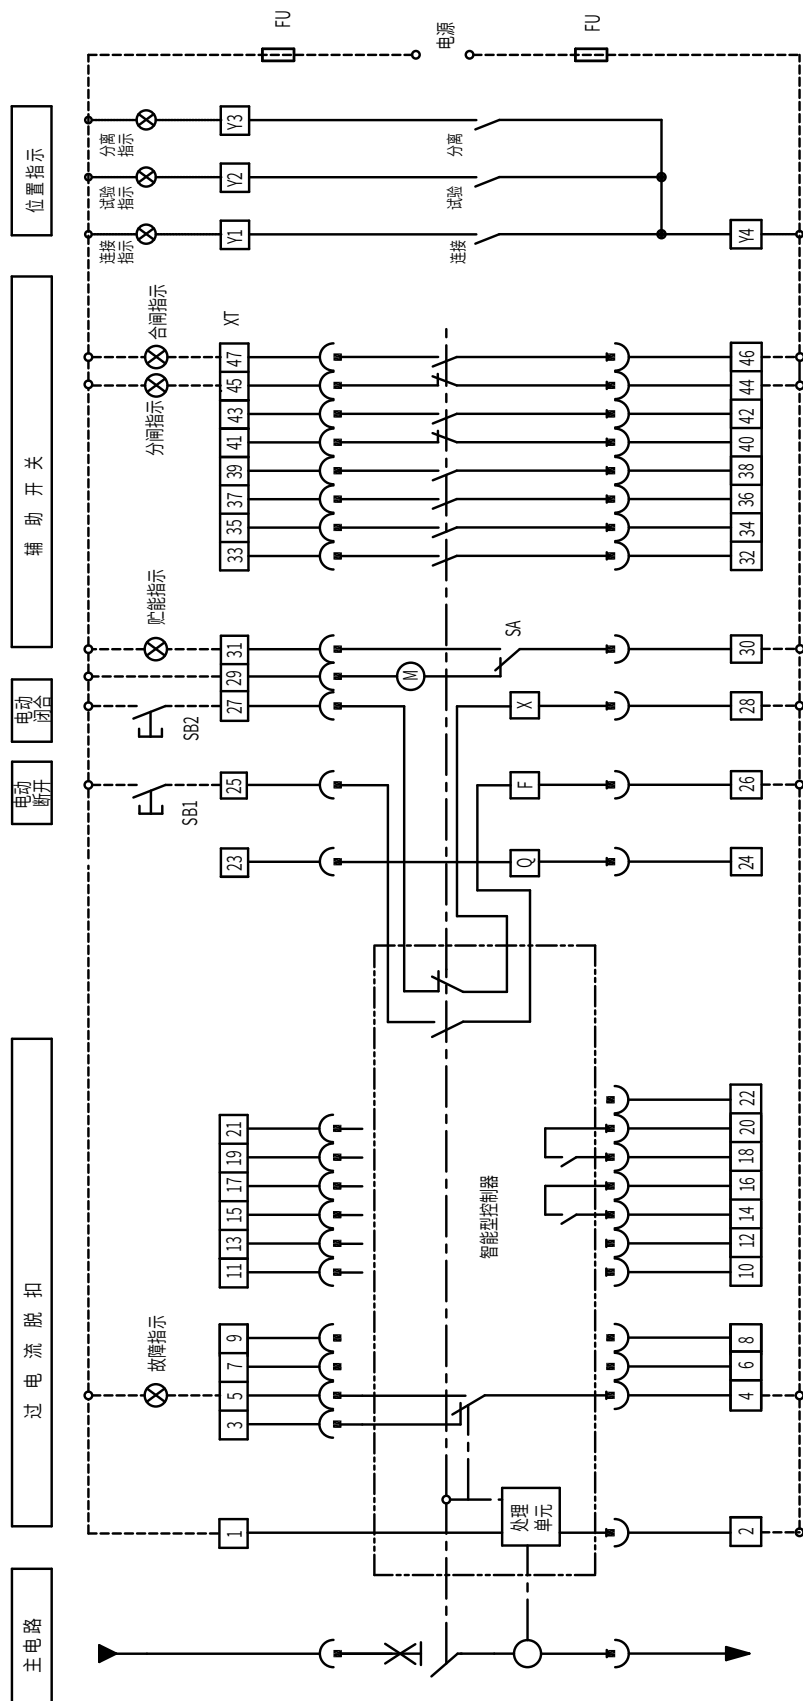 主电路
过电流脱扣
电动
断开
电动
闭合
辅助开关
位置指示
故障指示
SB1
SB2
贮能指示
分闸指示
合闸指示
连接
指示
试验
指示
分离
指示
1
3 5 7 9
11 13 15 17 19 21
23
25
27 29 31
33 35 37 39 41 43 45 47
XT
Y1
Y2
Y3
FU
M
电源
连接
试验
分离
智能型控制器
处理
单元
Q
F
X
SA
FU
2
4 6 8
10 12 14 16 18 20 22
24
26
28
30
32 34 36 38 40 42 44 46
Y4